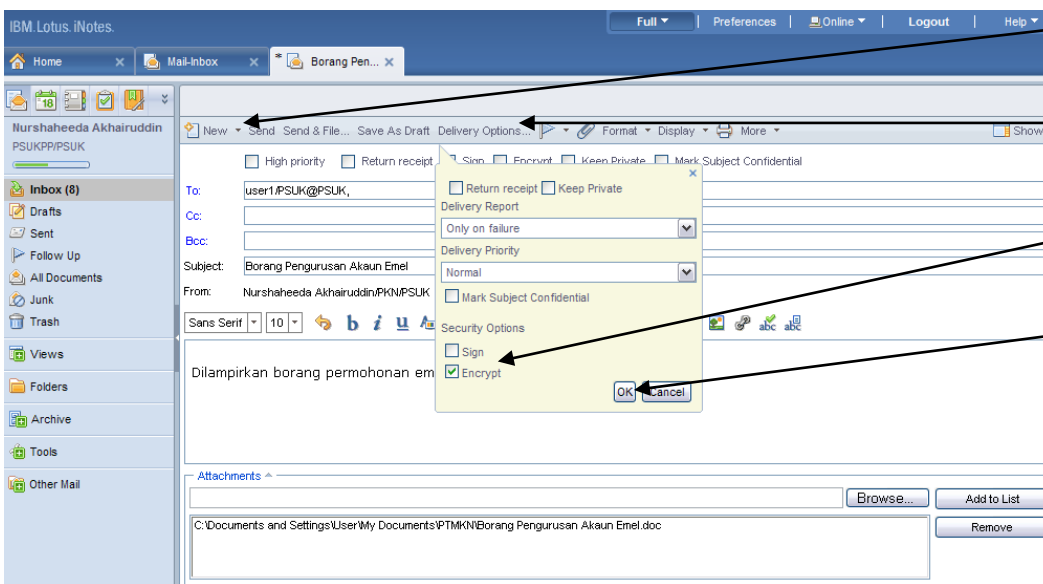 IBM. Lotus. iNotes.
Full | Preferences | Online | Logout | Help
Home x Mail-Inbox x * Borang Pen... x
18
Nurshaheeda Akhairuddin
PSUKPP/PSUK
New Send Send & File... Save As Draft Delivery Options... Format Display More Show
High priority Return receipt Sign Encrypt Keep Private Mark Subject Confidential
Inbox (8)
Drafts
Sent
Follow Up
All Documents
Junk
Trash
Views
Folders
Archive
Tools
Other Mail
To: user1/PSUK@PSUK,
Cc:
Bcc:
Subject: Borang Pengurusan Akaun Emel
From: Nurshaheeda Akhairuddin/PKN/PSUK
Sans Serif 10 b i u abc abc
Dilampirkan borang permohonan em
x
Return receipt Keep Private
Delivery Report
Only on failure
Delivery Priority
Normal
Mark Subject Confidential
Security Options
Sign
Encrypt
OK Cancel
Attachments
Browse... Add to List
C:\Documents and Settings\User\My Documents\PTMKN\Borang Pengurusan Akaun Emel.doc
Remove